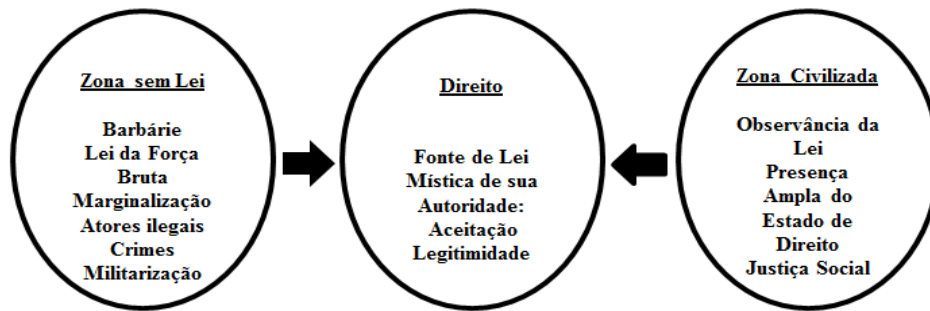 Zona sem Lei
Barbárie
Lei da Força
Bruta
Marginalização
Atores ilegais
Crimes
Militarização
Direito
Fonte de Lei
Mística de sua
Autoridade:
Aceitação
Legitimidade
Zona Civilizada
Observância da
Lei
Presença
Ampla do
Estado de
Direito
Justiça Social